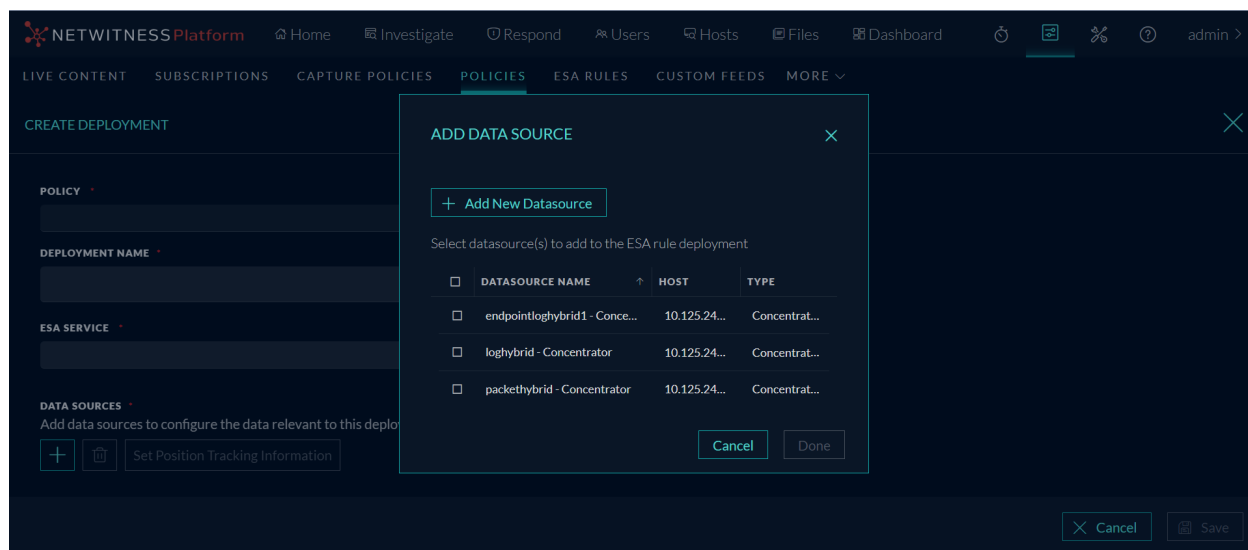 NETWITNESS Platform Home Investigate Respond Users Hosts Files Dashboard admin >
LIVE CONTENT SUBSCRIPTIONS CAPTURE POLICIES POLICIES ESA RULES CUSTOM FEEDS MORE
CREATE DEPLOYMENT
POLICY *
DEPLOYMENT NAME *
ESA SERVICE *
DATA SOURCES *
Add data sources to configure the data relevant to this deplo
+ Set Position Tracking Information
ADD DATA SOURCE
+ Add New Datasource
Select datasource(s) to add to the ESA rule deployment
DATASOURCE NAME ↑ HOST TYPE
endpointloghybrid1 - Conce... 10.125.24... Concentrat...
loghybrid - Concentrator 10.125.24... Concentrat...
packethybrid - Concentrator 10.125.24... Concentrat...
Cancel Done
Cancel Save